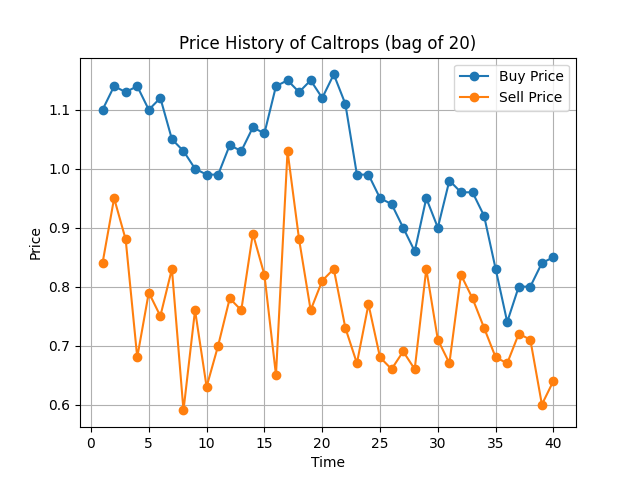 Price History of Caltrops (bag of 20)
Buy Price
Sell Price
Price
1.1
1.0
0.9
0.8
0.7
0.6
0 5 10 15 20 25 30 35 40
Time